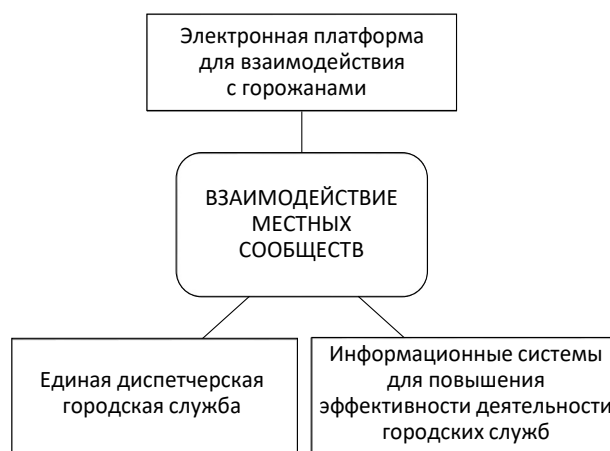 Электронная платформа
для взаимодействия
с горожанами
ВЗАИМОДЕЙСТВИЕ
МЕСТНЫХ
СООБЩЕСТВ
Единая диспетчерская
городская служба
Информационные системы
для повышения
эффективности деятельности
городских служб